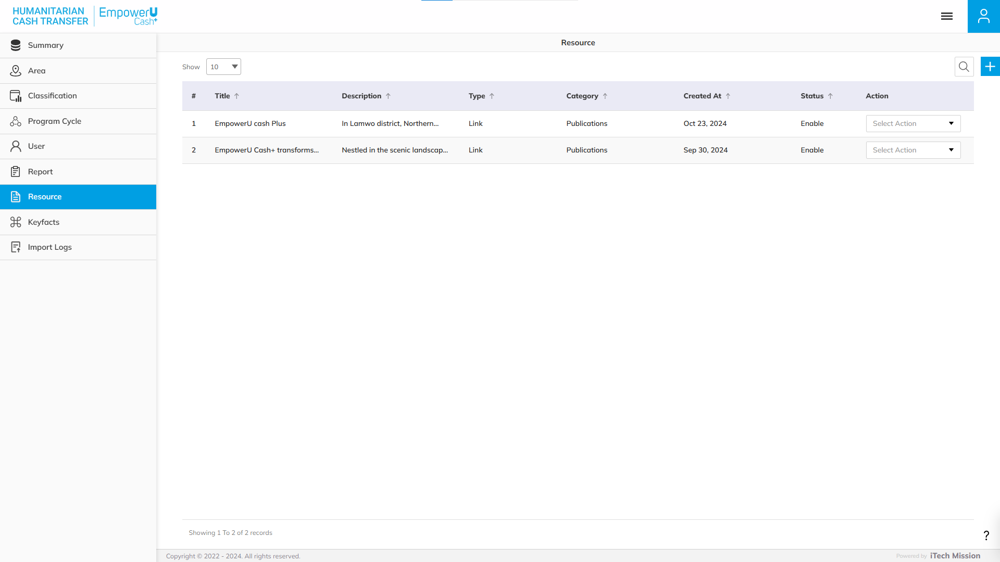 HUMANITARIAN
CASH TRANSFER
EmpowerU
Cash+
Summary
Area
Classification
Program Cycle
User
Report
Resource
Keyfacts
Import Logs
Resource
Show 10
# Title Description Type Category Created At Status Action
1 EmpowerU cash Plus In Lamwo district, Northern... Link Publications Oct 23, 2024 Enable Select Action
2 EmpowerU Cash+ transforms... Nestled in the scenic landscap... Link Publications Sep 30, 2024 Enable Select Action
Showing 1 To 2 of 2 records
?
Copyright © 2022 - 2024. All rights reserved.
Powered by iTech Mission